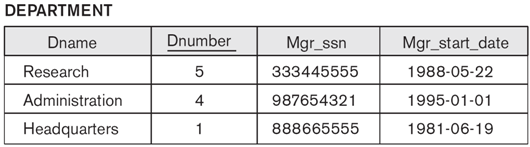 DEPARTMENT
Dname Dnumber Mgr_ssn Mgr_start_date
Research 5 333445555 1988-05-22
Administration 4 987654321 1995-01-01
Headquarters 1 888665555 1981-06-19